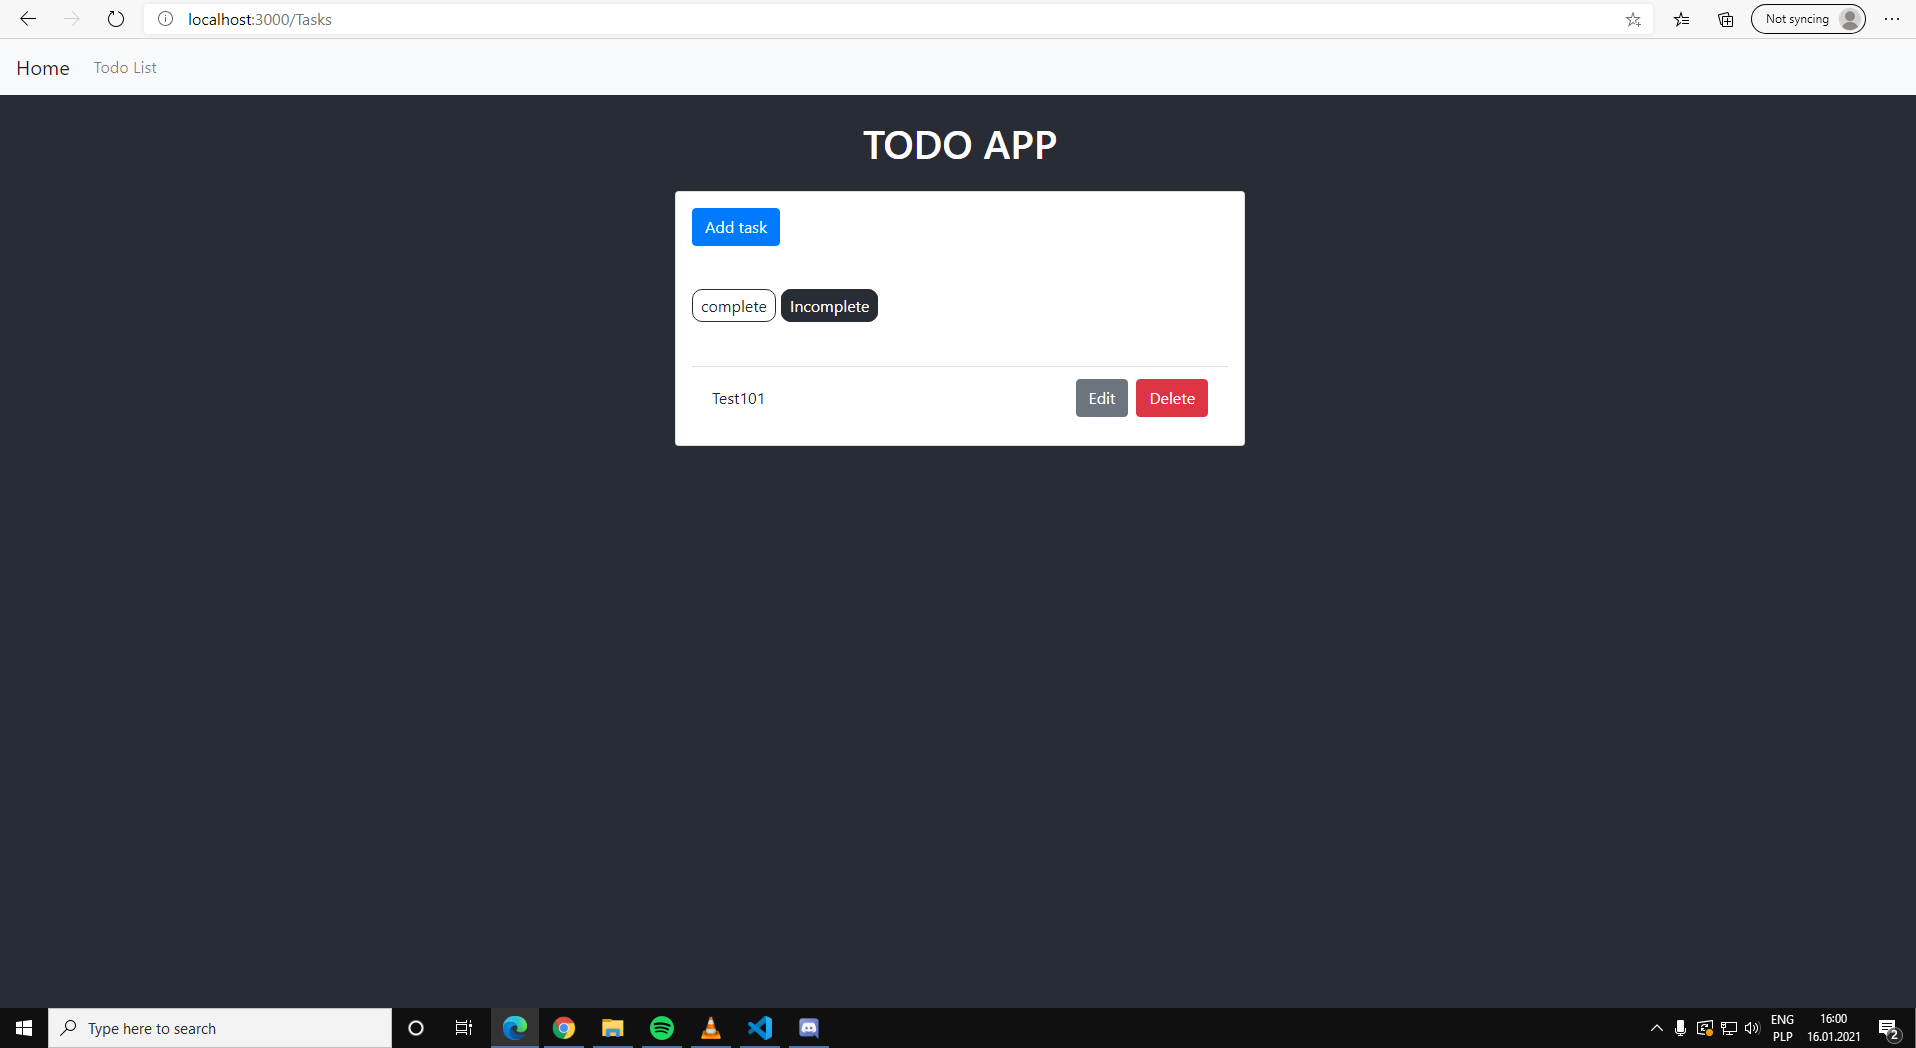 localhost:3000/Tasks
Not syncing
Home Todo List
TODO APP
Add task
complete Incomplete
Test101 Edit Delete
Type here to search
ENG
PLP
16:00
16.01.2021
2